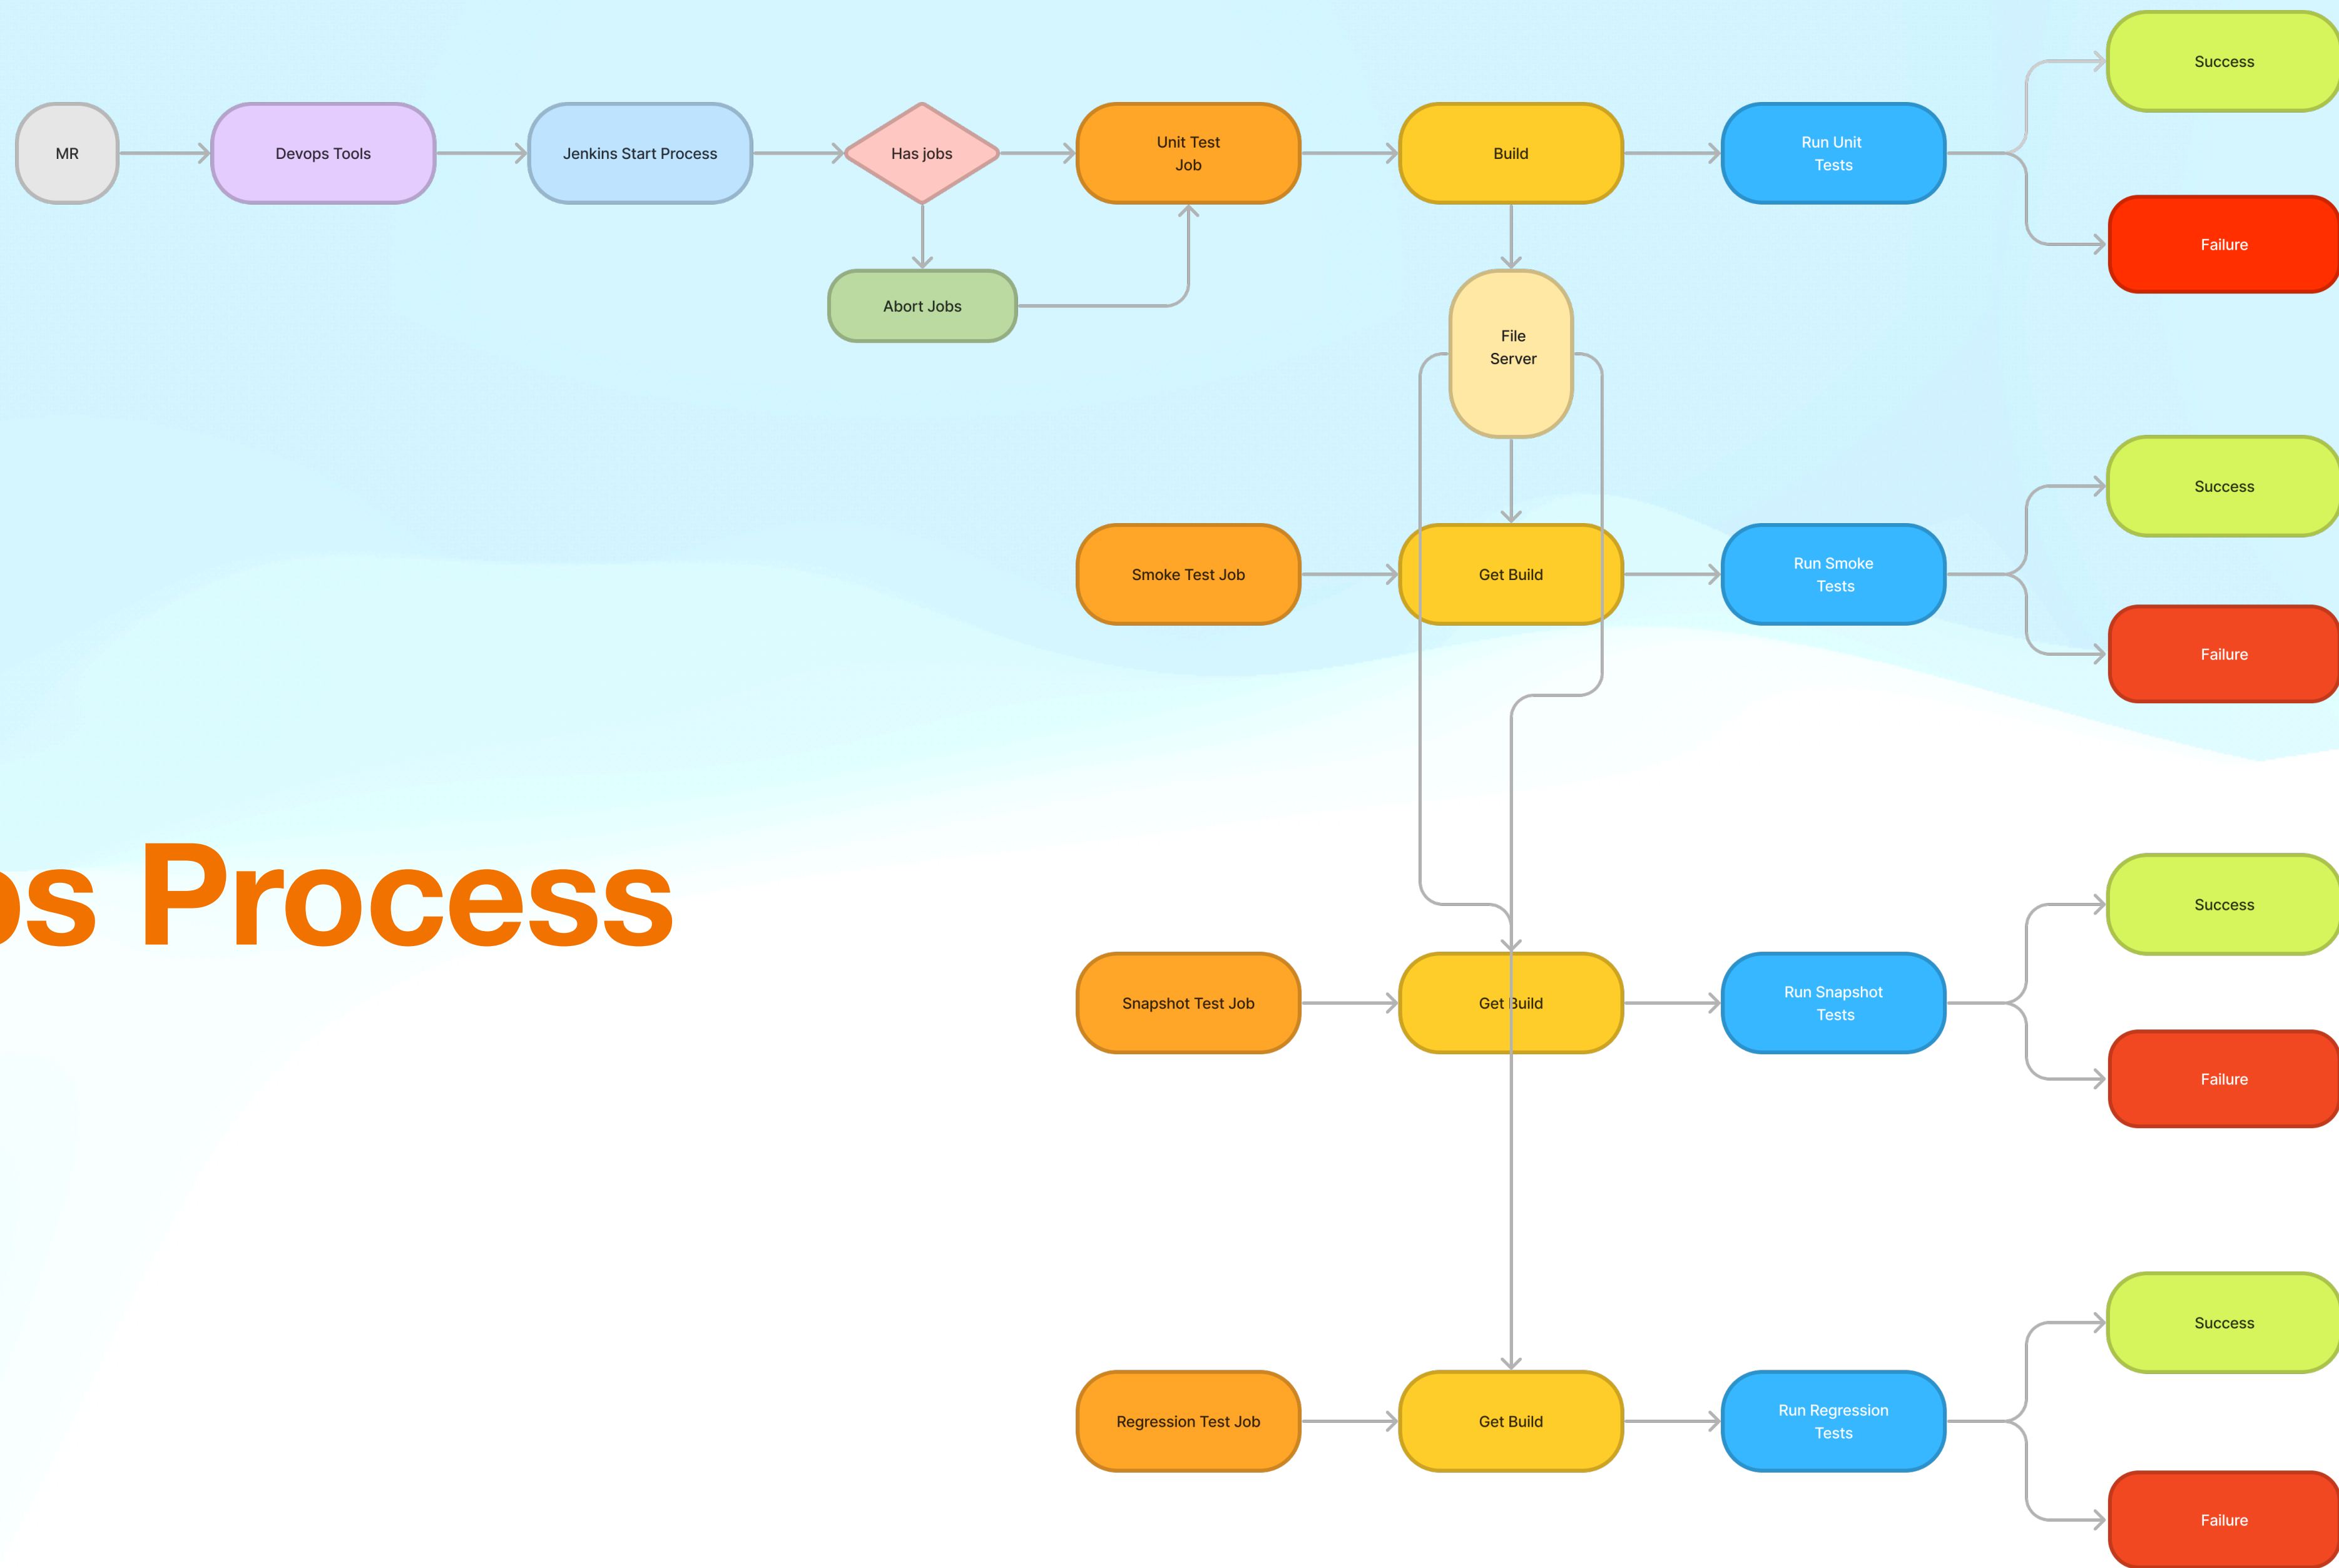 MR
Devops Tools
Jenkins Start Process
Has jobs
Unit Test
Job
Build
Run Unit
Tests
Success
Failure
Abort Jobs
File
Server
Smoke Test Job
Get Build
Run Smoke
Tests
Success
Failure
Process
Snapshot Test Job
Get Build
Run Snapshot
Tests
Success
Failure
Regression Test Job
Get Build
Run Regression
Tests
Success
Failure